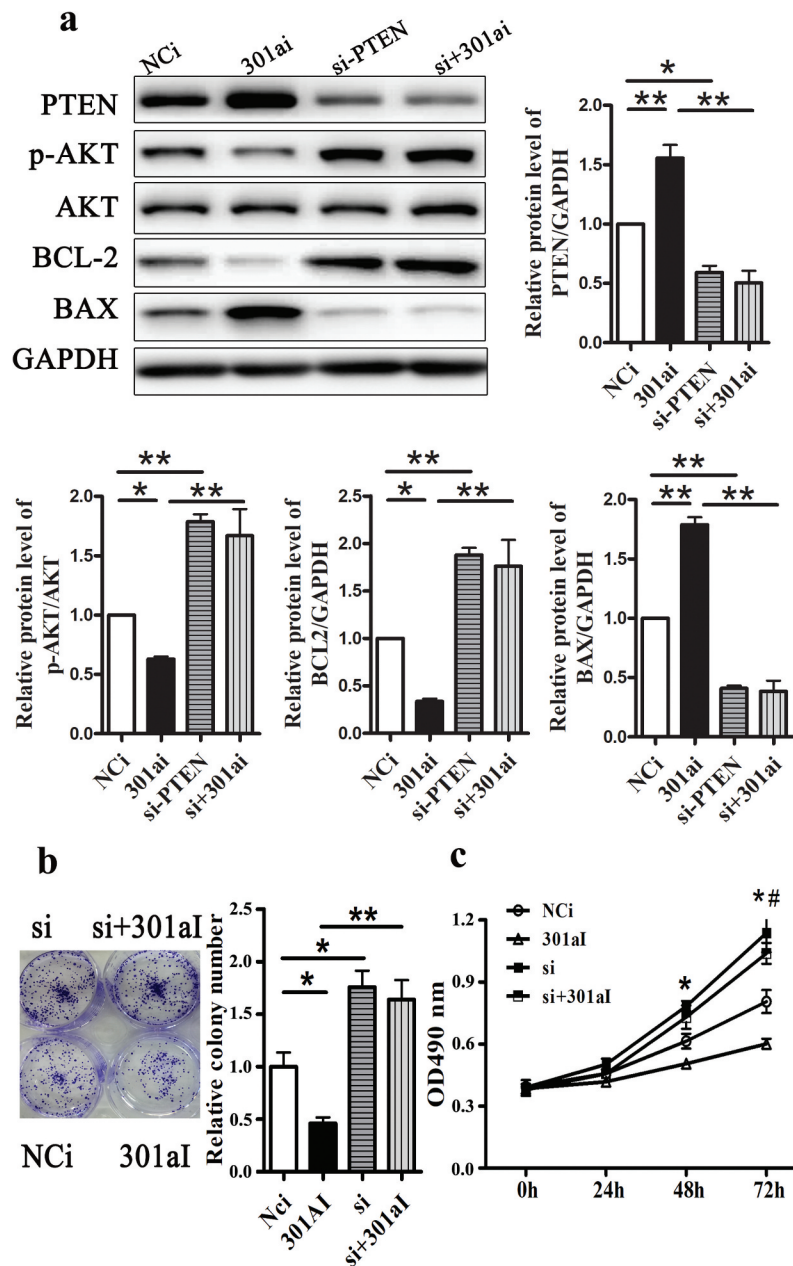 a
NCi 301ai si-PTEN si+301ai
PTEN
p-AKT
AKT
BCL-2
BAX
GAPDH
Relative protein level of
PTEN/GAPDH
2.0
1.5
1.0
0.5
0.0
*
** **
NCi 301ai si-PTEN si+301ai
Relative protein level of
p-AKT/AKT
2.0
1.5
1.0
0.5
0.0
**
* **
NCi 301ai si-PTEN si+301ai
Relative protein level of
BCL2/GAPDH
2.5
2.0
1.5
1.0
0.5
0.0
**
* **
NCi 301ai si-PTEN si+301ai
Relative protein level of
BAX/GAPDH
2.0
1.5
1.0
0.5
0.0
**
** **
NCi 301ai si-PTEN si+301ai
b
si si+301aI
NCi 301aI
Relative colony number
2.5
2.0
1.5
1.0
0.5
0.0
**
*
*
Nci 301AI si si+301aI
c
NCi
301aI
si
si+301aI
OD490 nm
1.2
0.9
0.6
0.3
0.0
*
*#
0h 24h 48h 72h